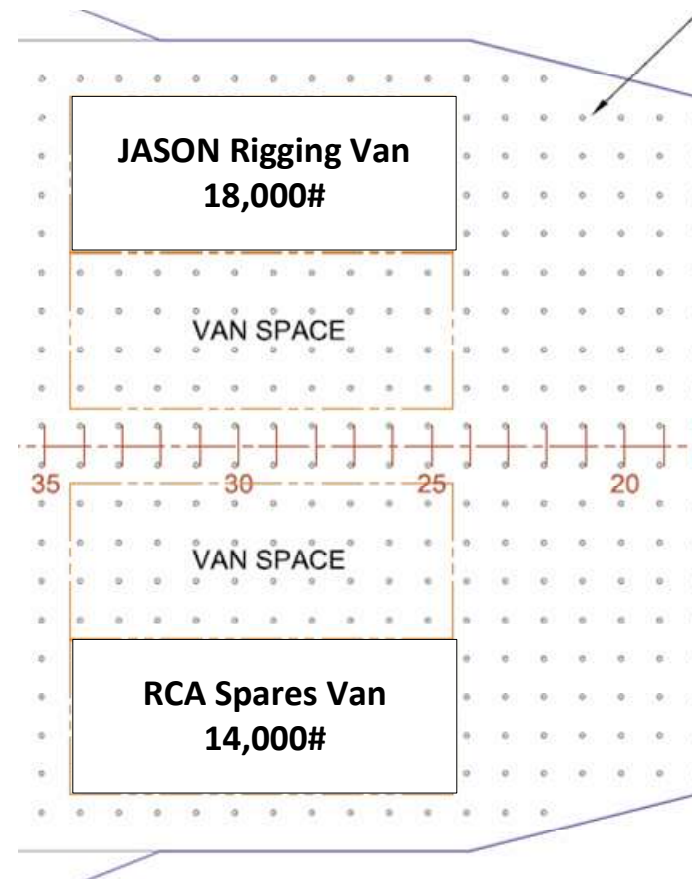 JASON Rigging Van
18,000#
VAN SPACE
35 30 25 20
VAN SPACE
RCA Spares Van
14,000#